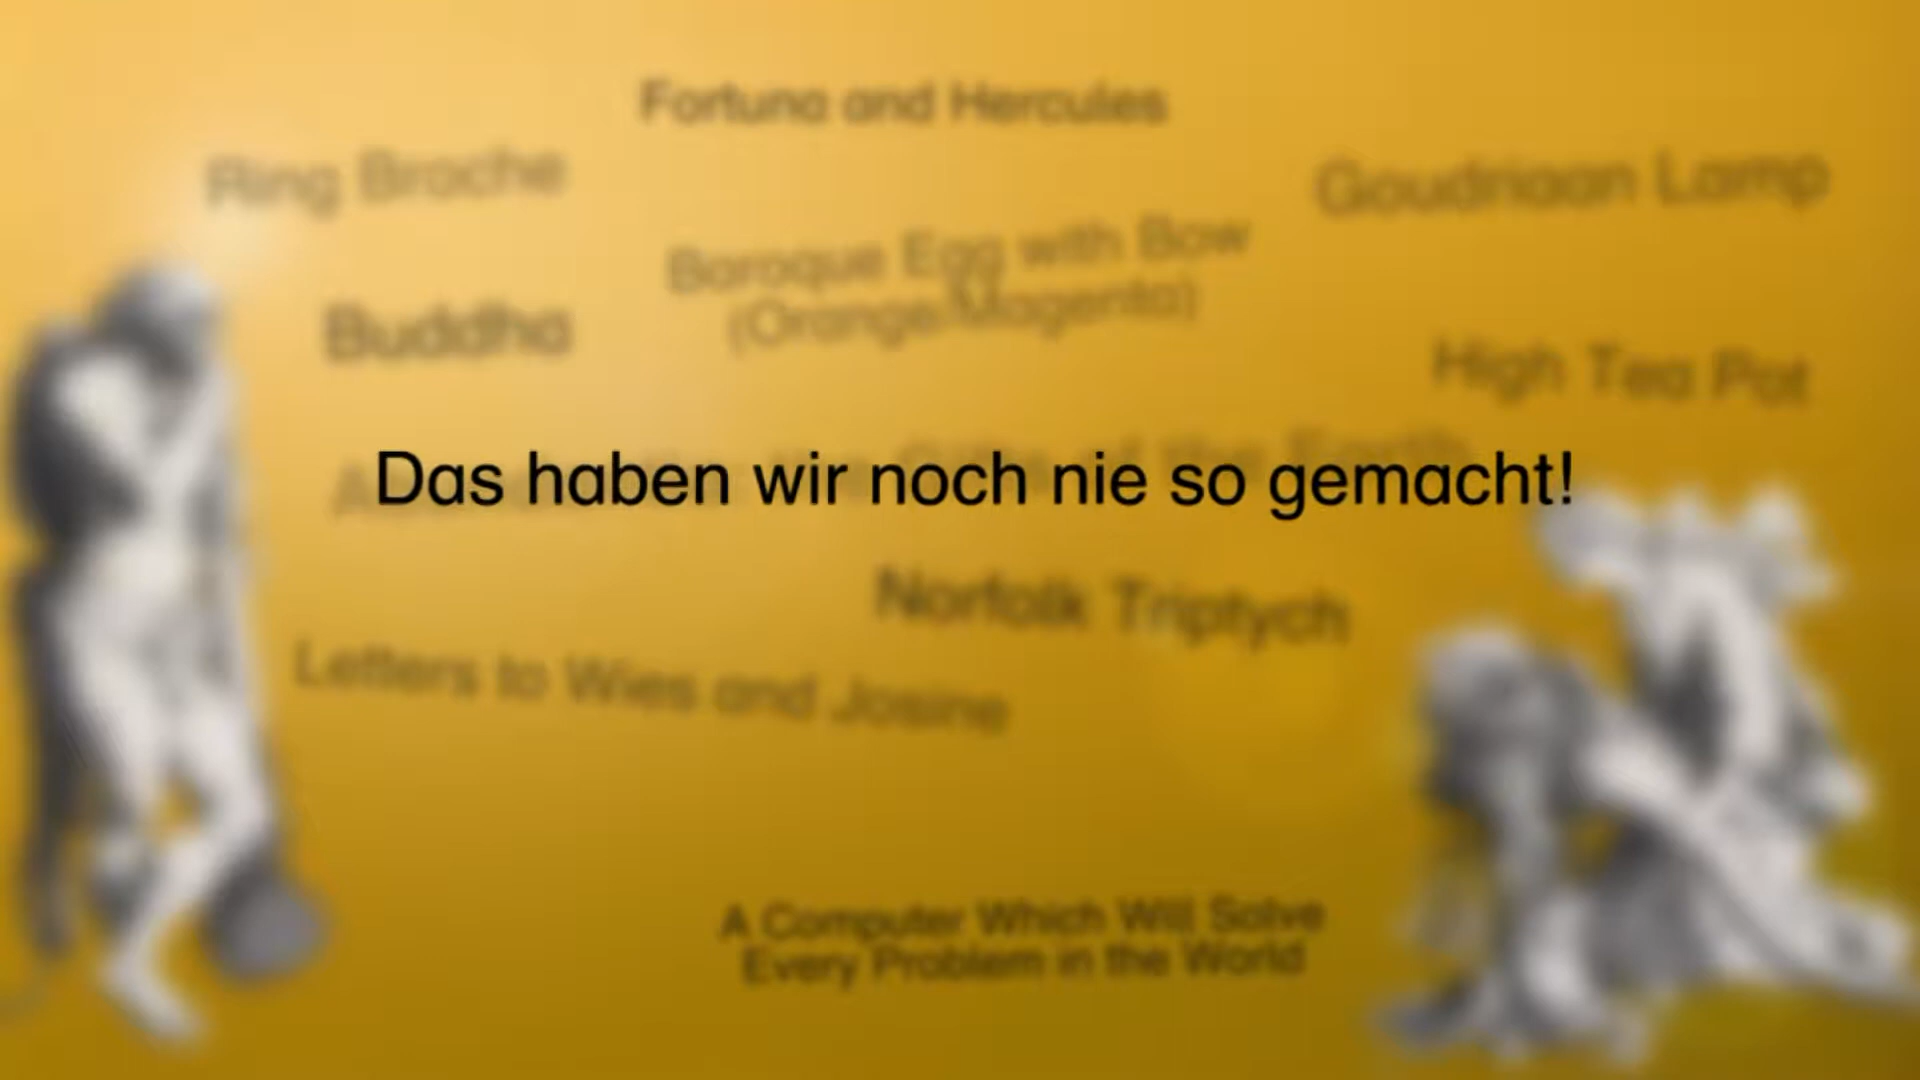 Fortuna and Hercules
Ring Broche
Goudriaan Lamp
Baroque Egg with Bow
(Orange/Magenta)
Buddha
High Tea Pot
Das haben wir noch nie so gemacht!
Norfolk Triptych
Letters to Wies and Josine
A Computer Which Will Solve
Every Problem in the World